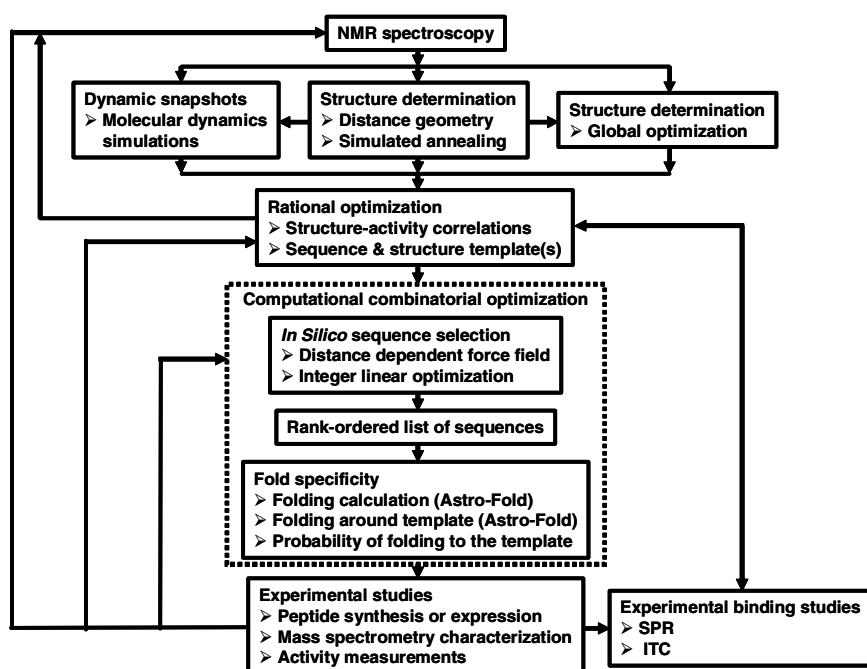 NMR spectroscopy
Dynamic snapshots
➢ Molecular dynamics
simulations
Structure determination
➢ Distance geometry
➢ Simulated annealing
Structure determination
➢ Global optimization
Rational optimization
➢ Structure-activity correlations
➢ Sequence & structure template(s)
Computational combinatorial optimization
In Silico sequence selection
➢ Distance dependent force field
➢ Integer linear optimization
Rank-ordered list of sequences
Fold specificity
➢ Folding calculation (Astro-Fold)
➢ Folding around template (Astro-Fold)
➢ Probability of folding to the template
Experimental studies
➢ Peptide synthesis or expression
➢ Mass spectrometry characterization
➢ Activity measurements
Experimental binding studies
➢ SPR
➢ ITC